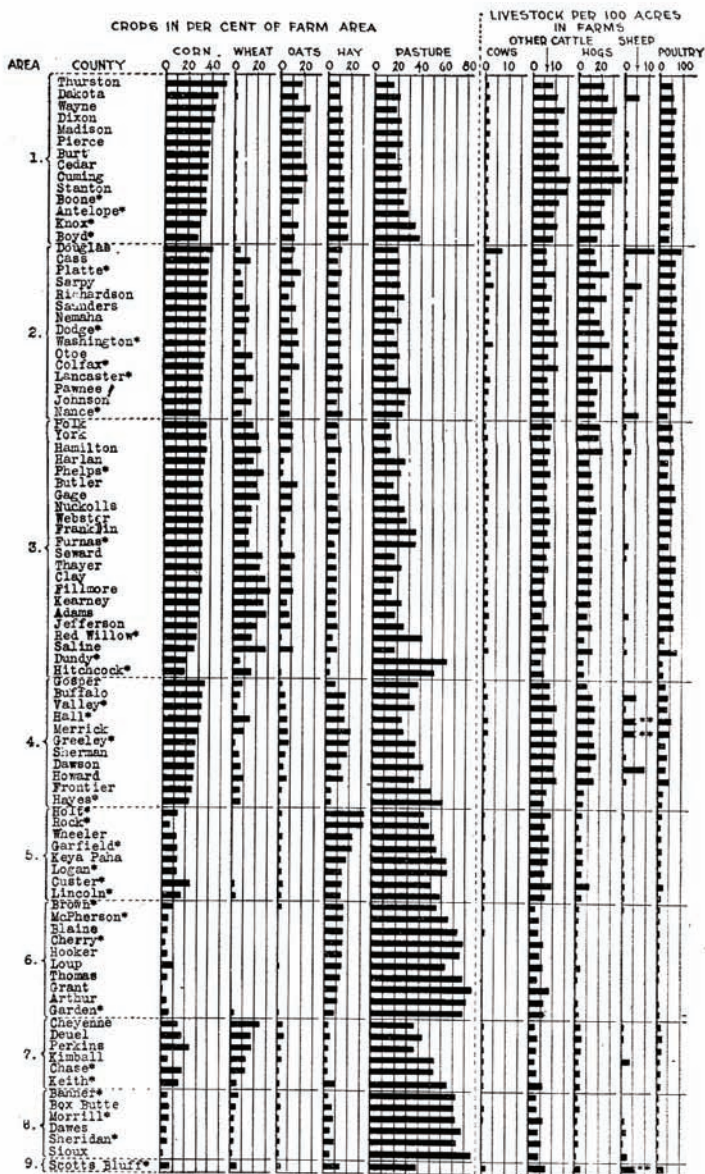 CROPS IN PER CENT OF FARM AREA
LIVESTOCK PER 100 ACRES
IN FARMS
CORN WHEAT OATS HAY PASTURE COWS OTHER CATTLE HOGS SHEEP POULTRY
AREA COUNTY 0 20 40 0 20 0 20 0 20 0 20 40 60 80 0 10 0 10 0 20 0 10 0 100
Thurston
Dakota
Wayne
Dixon
Madison
Pierce
1. Burt
Cedar
Cuming
Stanton
Boone*
Antelope*
Knox*
Boyd*
Douglas
Cass
Platte*
Sarpy
Richardson
Saunders
Nemaha
2. Dodge*
Washington*
Otoe
Colfax*
Lancaster*
Pawnee
Johnson
Nance*
Polk
York
Hamilton
Harlan
Phelps*
Butler
Gage
Nuckolls
Webster
Franklin
Furnas*
3. Seward
Thayer
Clay
Fillmore
Kearney
Adams
Jefferson
Red Willow*
Saline
Dundy*
Hitchcock*
Gosper
Buffalo
Valley*
Hall*
Merrick
4. Greeley*
Sherman
Dawson
Howard
Frontier
Hayes*
Holt*
Rock*
Wheeler
Garfield*
5. Keya Paha
Logan*
Custer*
Lincoln*
Brown*
McPherson*
Blaine
Cherry*
Hooker
6. Loup
Thomas
Grant
Arthur
Garden*
Cheyenne
Deuel
Perkins
7. Kimball
Chase*
Keith*
Banner*
Box Butte
Morrill*
8. Dawes
Sheridan*
Sioux
9. Scotts Bluff*